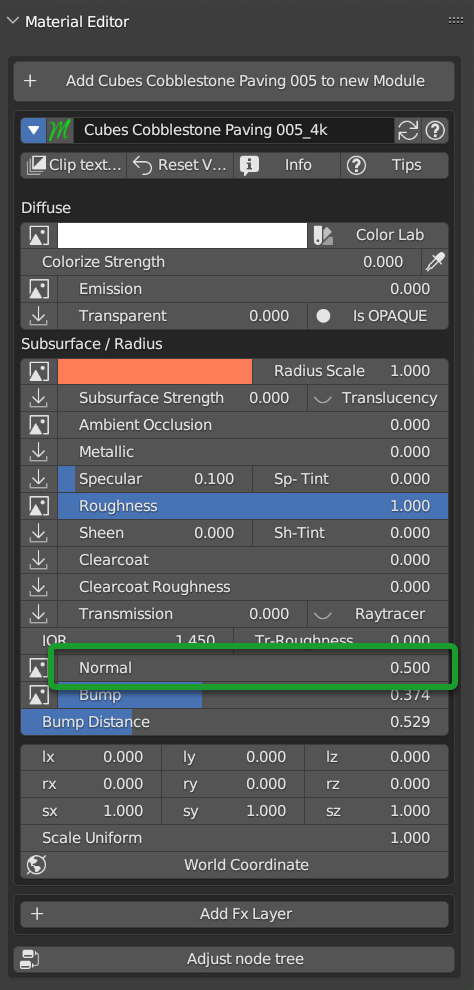 Material Editor
Add Cubes Cobblestone Paving 005 to new Module
Cubes Cobblestone Paving 005_4k
Clip text... Reset V... Info Tips
Diffuse
Color Lab
Colorize Strength 0.000
Emission 0.000
Transparent 0.000 Is OPAQUE
Subsurface / Radius
Radius Scale 1.000
Subsurface Strength 0.000 Translucency
Ambient Occlusion 0.000
Metallic 0.000
Specular 0.100 Sp- Tint 0.000
Roughness 1.000
Sheen 0.000 Sh-Tint 0.000
Clearcoat 0.000
Clearcoat Roughness 0.000
Transmission 0.000 Raytracer
IOR 1.450 Tr-Roughness 0.000
Normal 0.500
Bump 0.374
Bump Distance 0.529
lx 0.000 ly 0.000 lz 0.000
rx 0.000 ry 0.000 rz 0.000
sx 1.000 sy 1.000 sz 1.000
Scale Uniform 1.000
World Coordinate
Add Fx Layer
Adjust node tree